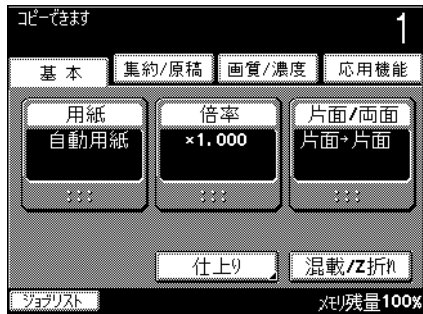 コピーできます
1
基本 集約/原稿 画質/濃度 応用機能
用紙 倍率 片面/両面
自動用紙 ×1.000 片面→片面
仕上り 混載/Z折れ
ジョブリスト メモリ残量100%